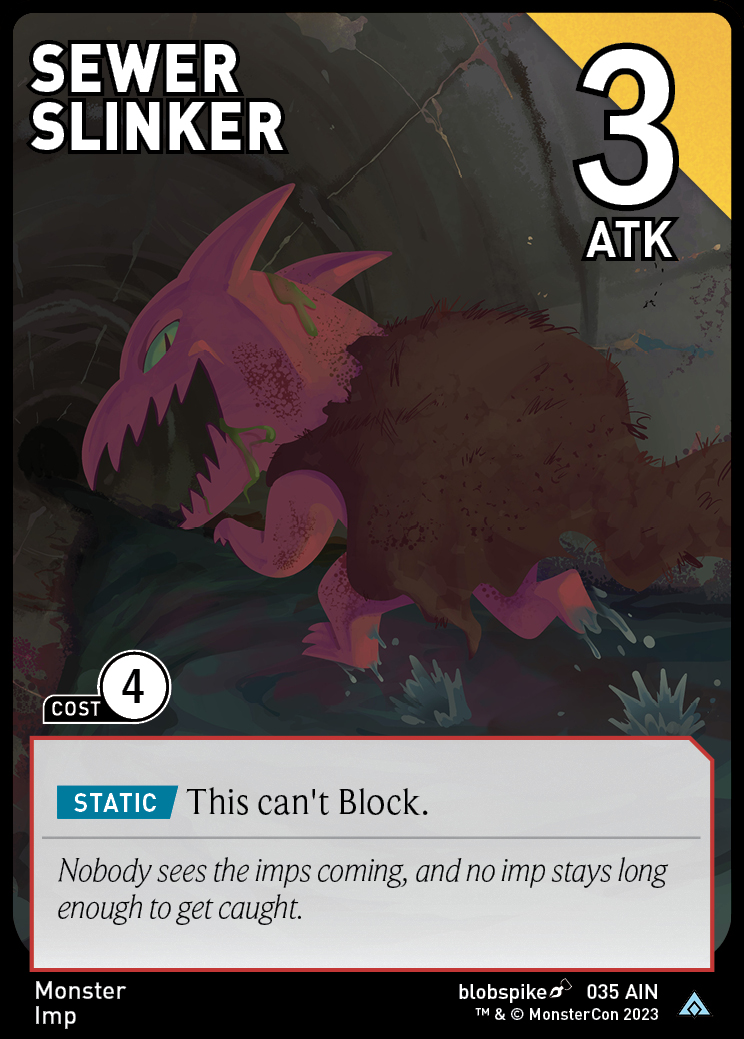 SEWER
SLINKER
3
ATK
COST 4
STATIC This can't Block.
Nobody sees the imps coming, and no imp stays long
enough to get caught.
Monster
Imp
blobspike 035 AIN
™ & © MonsterCon 2023